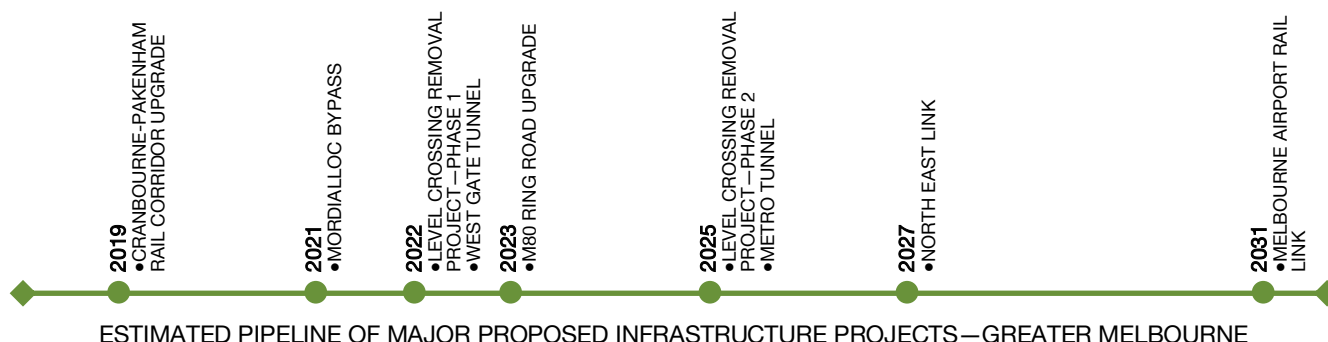 2019
•CRANBOURNE-PAKENHAM
RAIL CORRIDOR UPGRADE
2021
•MORDIALLOC BYPASS
2022
•LEVEL CROSSING REMOVAL
PROJECT—PHASE 1
•WEST GATE TUNNEL
2023
•M80 RING ROAD UPGRADE
2025
•LEVEL CROSSING REMOVAL
PROJECT—PHASE 2
•METRO TUNNEL
2027
•NORTH EAST LINK
2031
•MELBOURNE AIRPORT RAIL
LINK
ESTIMATED PIPELINE OF MAJOR PROPOSED INFRASTRUCTURE PROJECTS—GREATER MELBOURNE